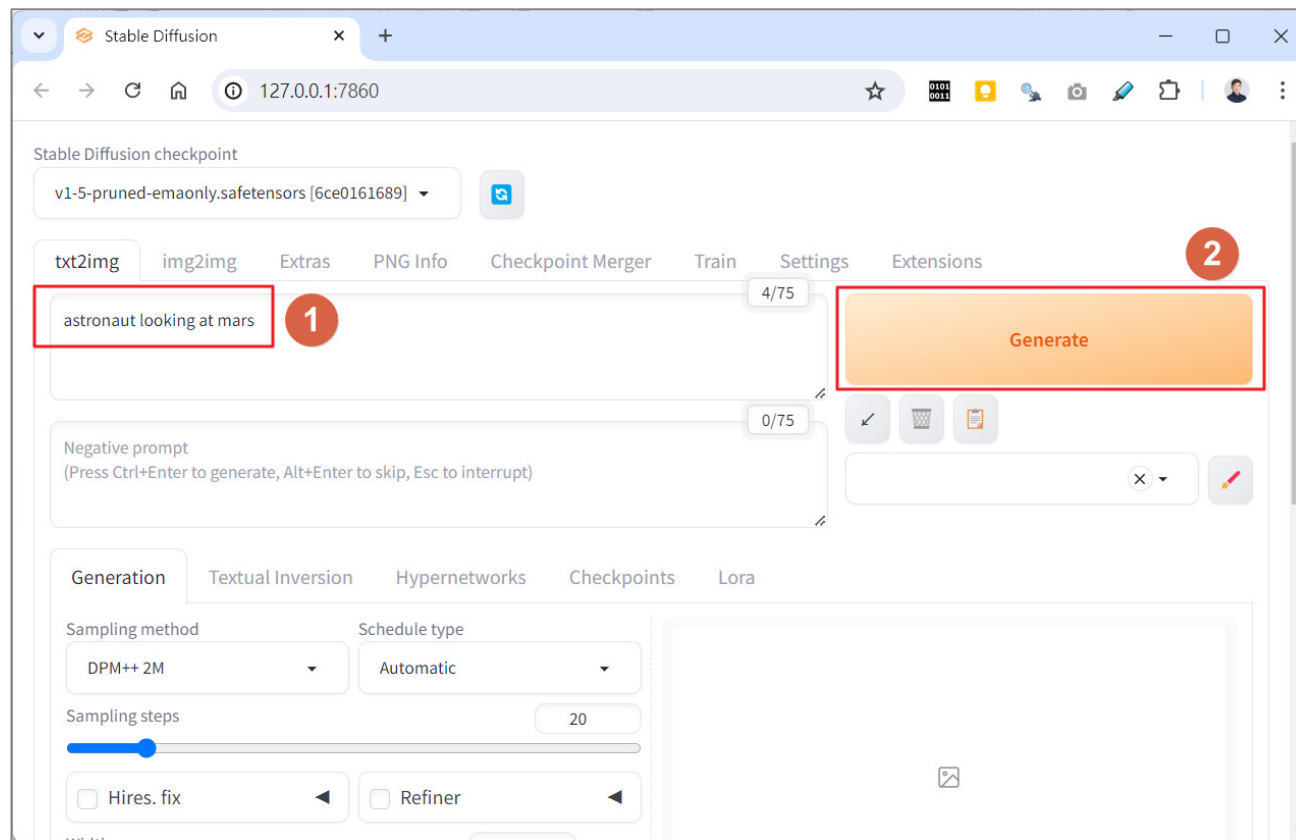 Stable Diffusion
127.0.0.1:7860
0101
0011
Stable Diffusion checkpoint
v1-5-pruned-emaonly.safetensors [6ce0161689]
txt2img img2img Extras PNG Info Checkpoint Merger Train Settings Extensions
2
4/75
astronaut looking at mars
1
Generate
0/75
Negative prompt
(Press Ctrl+Enter to generate, Alt+Enter to skip, Esc to interrupt)
Generation Textual Inversion Hypernetworks Checkpoints Lora
Sampling method Schedule type
DPM++ 2M Automatic
Sampling steps 20
Hires. fix Refiner